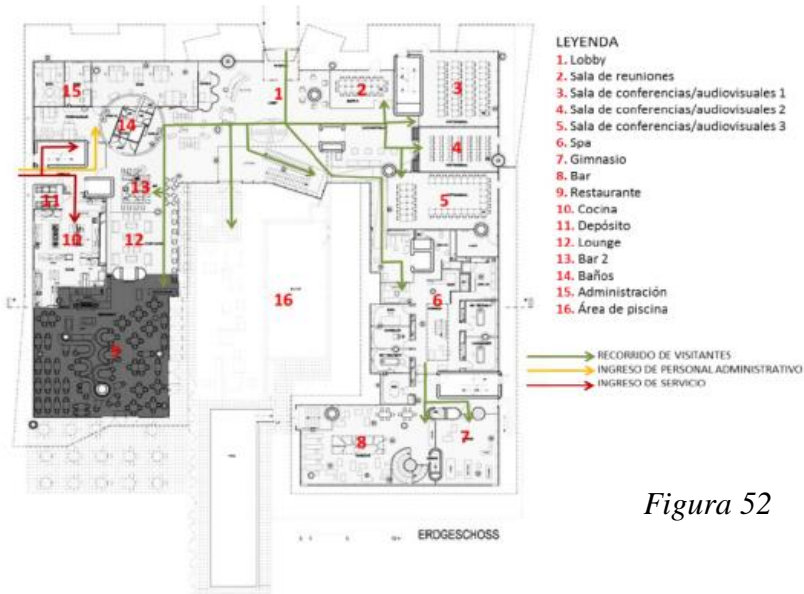 LEYENDA
1. Lobby
2. Sala de reuniones
3. Sala de conferencias/audiovisuales 1
4. Sala de conferencias/audiovisuales 2
5. Sala de conferencias/audiovisuales 3
6. Spa
7. Gimnasio
8. Bar
9. Restaurante
10. Cocina
11. Depósito
12. Lounge
13. Bar 2
14. Baños
15. Administración
16. Área de piscina
RECORRIDO DE VISITANTES
INGRESO DE PERSONAL ADMINISTRATIVO
INGRESO DE SERVICIO
1
2
3
15
14
4
13
11
5
10
12
16
6
9
8
7
Figura 52
ERDGESCHOSS